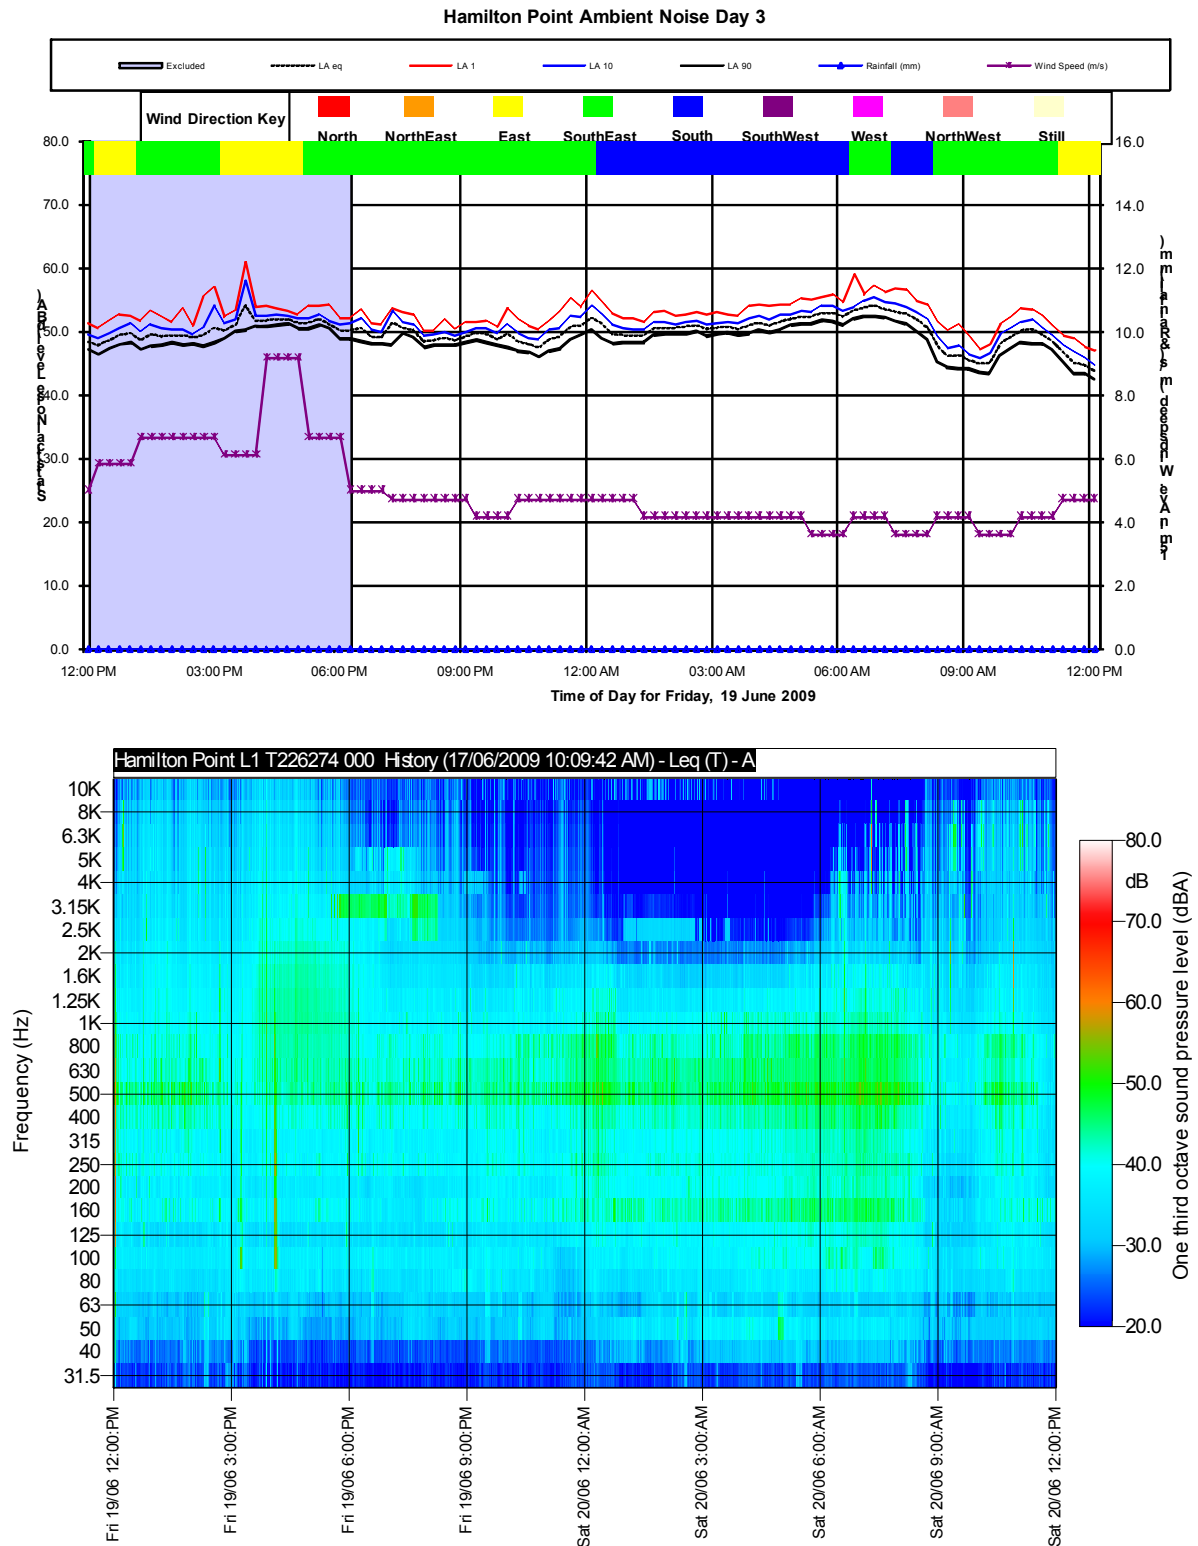 Hamilton Point Ambient Noise Day 3
Excluded LA eq LA 1 LA 10 LA 90 Rainfall (mm) Wind Speed (m/s)
Wind Direction Key
North NorthEast East SouthEast South SouthWest West NorthWest Still
80.0 16.0
70.0 14.0
60.0 12.0
50.0 10.0
40.0 8.0
30.0 6.0
20.0 4.0
10.0 2.0
0.0 0.0
12:00 PM 03:00 PM 06:00 PM 09:00 PM 12:00 AM 03:00 AM 06:00 AM 09:00 AM 12:00 PM
Time of Day for Friday, 19 June 2009
Hamilton Point L1 T226274 000 History (17/06/2009 10:09:42 AM) - Leq (T) - A
10K
8K
6.3K
5K
4K
3.15K
2.5K
2K
1.6K
1.25K
1K
800
630
500
400
315
250
200
160
125
100
80
63
50
40
31.5
Frequency (Hz)
80.0
dB
70.0
60.0
50.0
40.0
30.0
20.0
One third octave sound pressure level (dBA)
Fri 19/06 12:00:PM
Fri 19/06 3:00:PM
Fri 19/06 6:00:PM
Fri 19/06 9:00:PM
Sat 20/06 12:00:AM
Sat 20/06 3:00:AM
Sat 20/06 6:00:AM
Sat 20/06 9:00:AM
Sat 20/06 12:00:PM